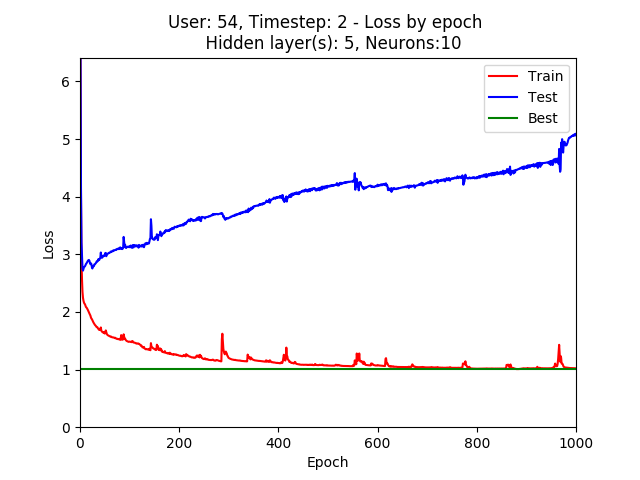 User: 54, Timestep: 2 - Loss by epoch
Hidden layer(s): 5, Neurons:10
Train
Test
Best
Loss
6
5
4
3
2
1
0
0 200 400 600 800 1000
Epoch